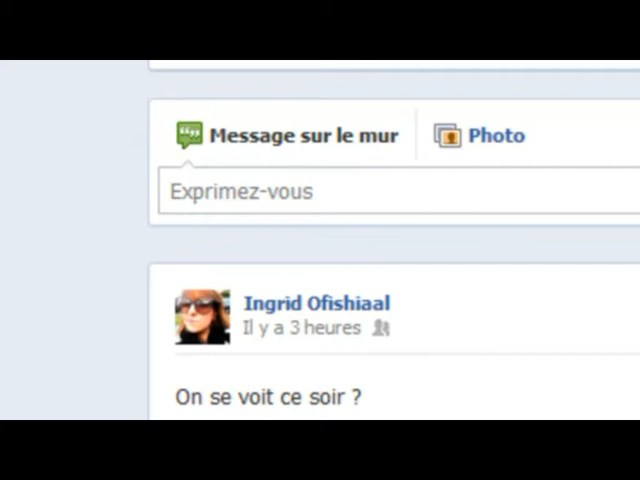 Message sur le mur
Photo
Exprimez-vous
Ingrid Ofishiaal
Il y a 3 heures
On se voit ce soir ?